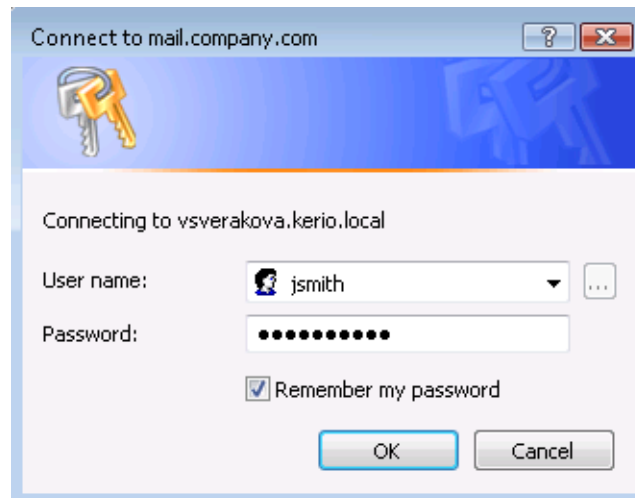 Connect to mail.company.com
Connecting to vsverakova.kerio.local
User name: jsmith ...
Password: ●●●●●●●●●●
Remember my password
OK Cancel